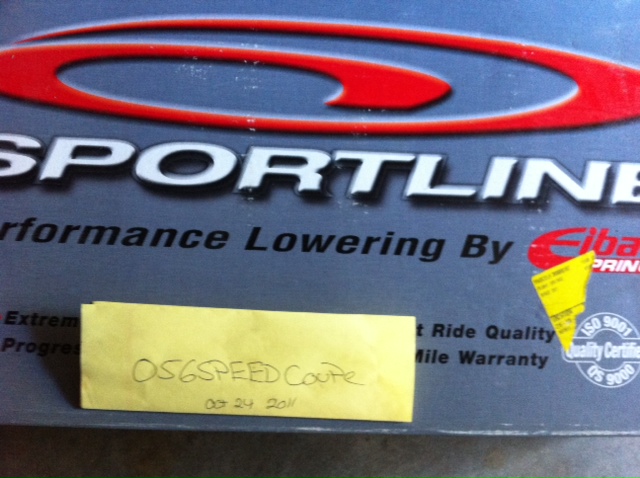 SPORTLINE
rformance Lowering By Eiba
PRING
Extrem t Ride Quality
Progres Mile Warranty
ISO 9001
Quality Certifie
QS 9000
056SPEEDCoupe
Oct 24 2011